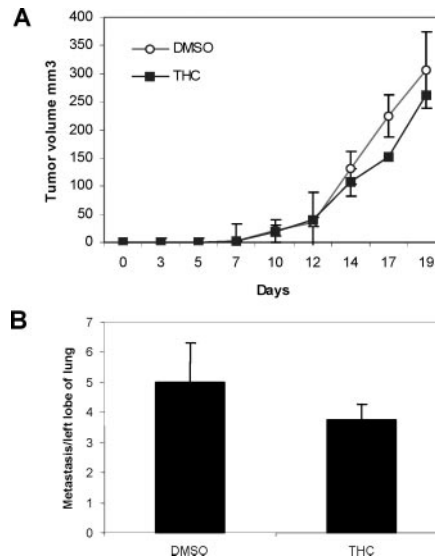 A
400
350
300
250
200
150
100
50
0
Tumor volume mm3
DMSO
THC
0 3 5 7 10 12 14 17 19
Days
B
7
6
5
4
3
2
1
0
Metastasis/left lobe of lung
DMSO THC